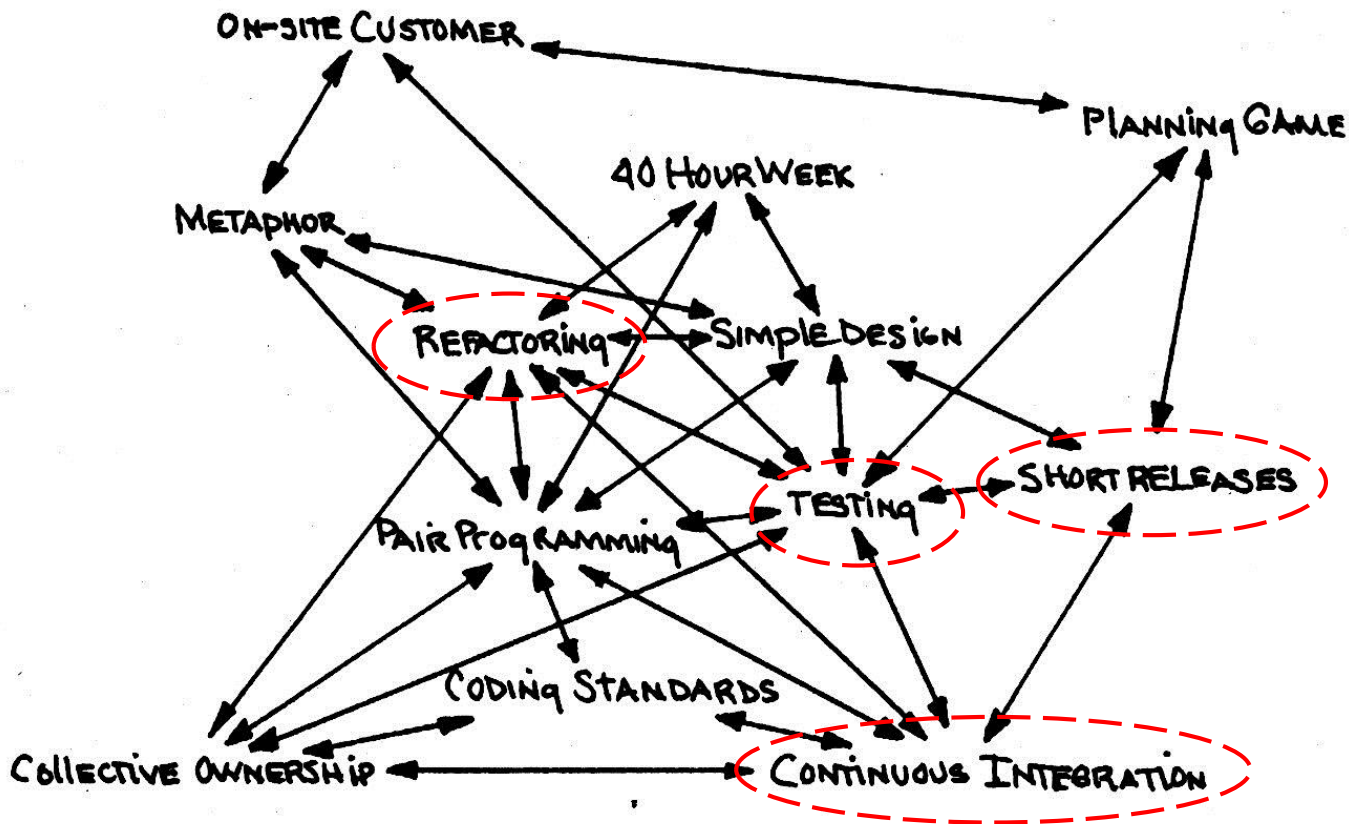 ON-SITE CUSTOMER
PLANNING GAME
40 HOUR WEEK
METAPHOR
REFACTORING
SIMPLE DESIGN
SHORT RELEASES
TESTING
PAIR PROGRAMMING
CODING STANDARDS
COLLECTIVE OWNERSHIP
CONTINUOUS INTEGRATION